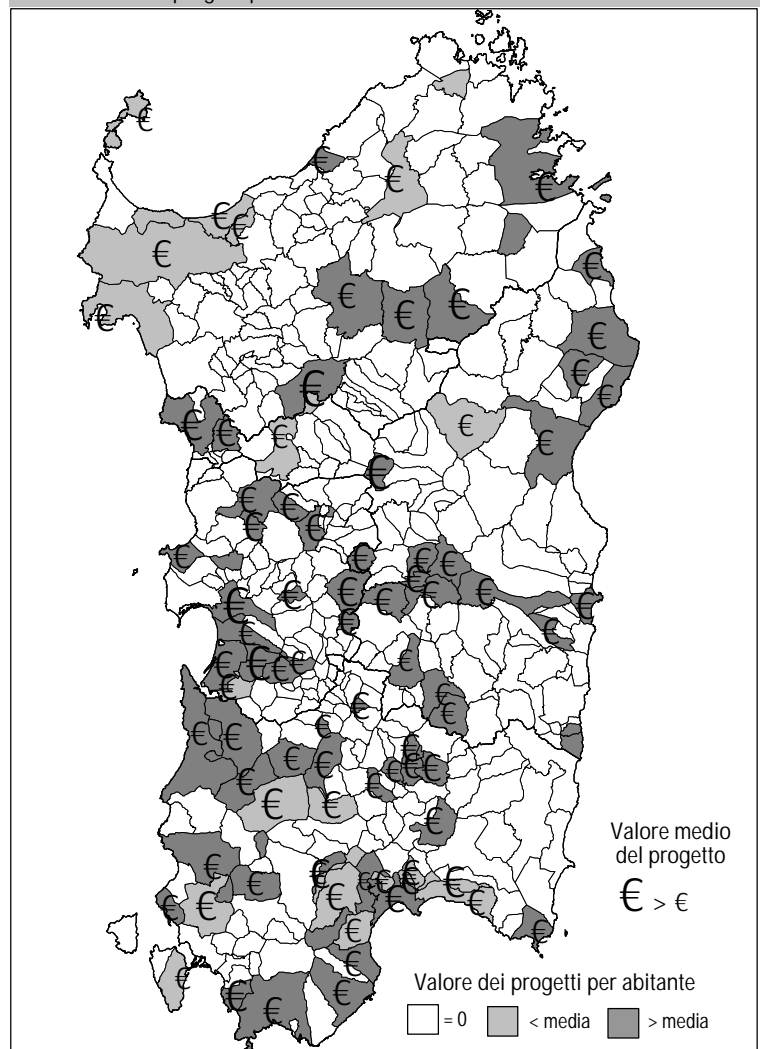 Valore medio
del progetto
€ > €
Valore dei progetti per abitante
= 0 < media > media